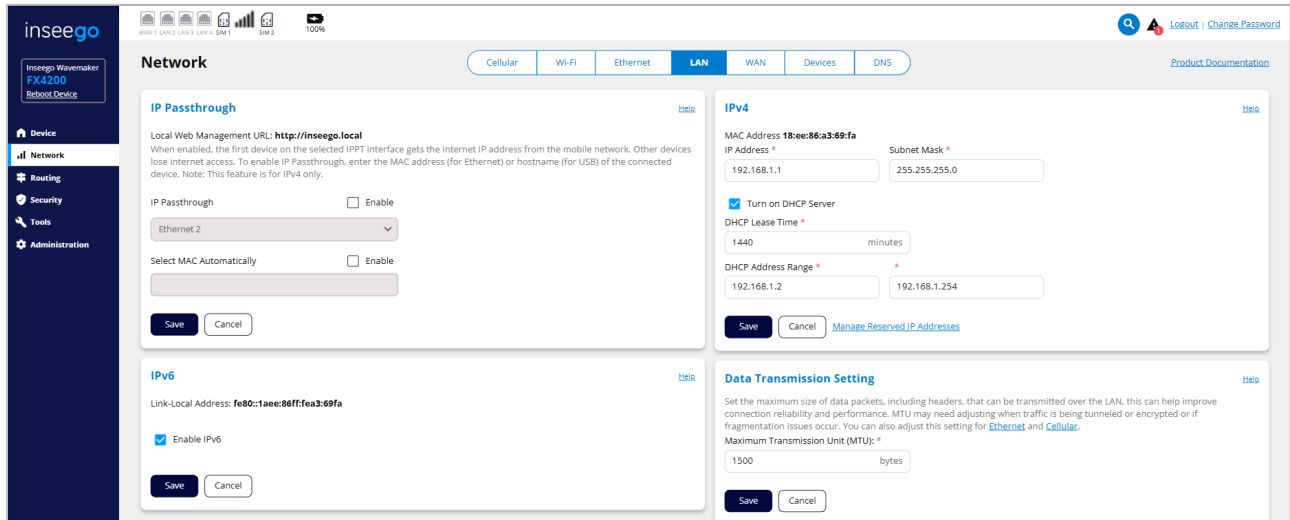 inseego
WAN 1 LAN 2 LAN 3 LAN 4 SIM 1 SIM 2 100%
1
Logout | Change Password
Inseego Wavemaker
FX4200
Reboot Device
Device
Network
Routing
Security
Tools
Administration
Network
Cellular Wi-Fi Ethernet LAN WAN Devices DNS
Product Documentation
IP Passthrough Help
Local Web Management URL: http://inseego.local
When enabled, the first device on the selected IPPT interface gets the internet IP address from the mobile network. Other devices
lose internet access. To enable IP Passthrough, enter the MAC address (for Ethernet) or hostname (for USB) of the connected
device. Note: This feature is for IPv4 only.
IP Passthrough Enable
Ethernet 2
Select MAC Automatically Enable
Save Cancel
IPv4 Help
MAC Address 18:ee:86:a3:69:fa
IP Address * Subnet Mask *
192.168.1.1 255.255.255.0
Turn on DHCP Server
DHCP Lease Time *
1440 minutes
DHCP Address Range * *
192.168.1.2 192.168.1.254
Save Cancel Manage Reserved IP Addresses
IPv6 Help
Link-Local Address: fe80::1aee:86ff:fea3:69fa
Enable IPv6
Save Cancel
Data Transmission Setting Help
Set the maximum size of data packets, including headers, that can be transmitted over the LAN, this can help improve
connection reliability and performance. MTU may need adjusting when traffic is being tunneled or encrypted or if
fragmentation issues occur. You can also adjust this setting for Ethernet and Cellular.
Maximum Transmission Unit (MTU): *
1500 bytes
Save Cancel